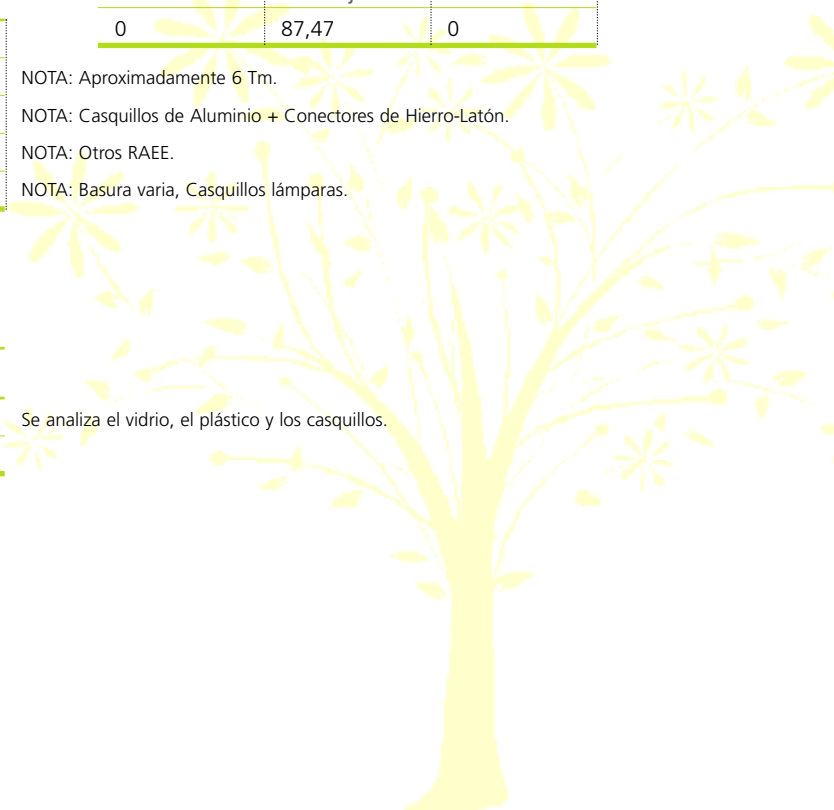 0 87,47 0
NOTA: Aproximadamente 6 Tm.
NOTA: Casquillos de Aluminio + Conectores de Hierro-Latón.
NOTA: Otros RAEE.
NOTA: Basura varia, Casquillos lámparas.
Se analiza el vidrio, el plástico y los casquillos.